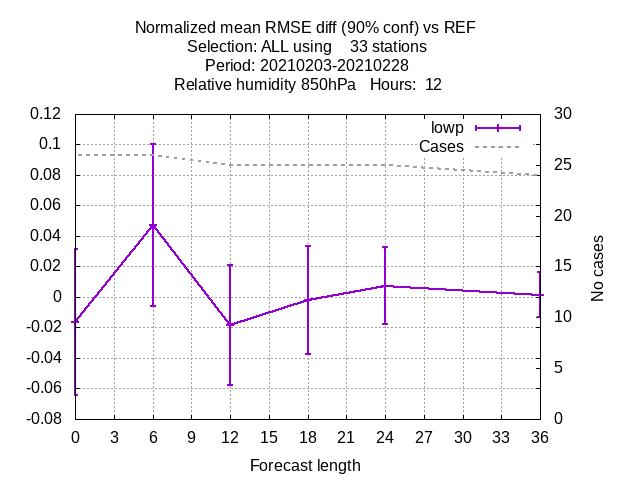 Normalized mean RMSE diff (90% conf) vs REF
Selection: ALL using    33 stations
Period: 20210203-20210228
Relative humidity 850hPa   Hours:  12
0.12
0.1
0.08
0.06
0.04
0.02
0
-0.02
-0.04
-0.06
-0.08
lowp
Cases
30
25
20
15
10
5
0
No cases
0 3 6 9 12 15 18 21 24 27 30 33 36
Forecast length